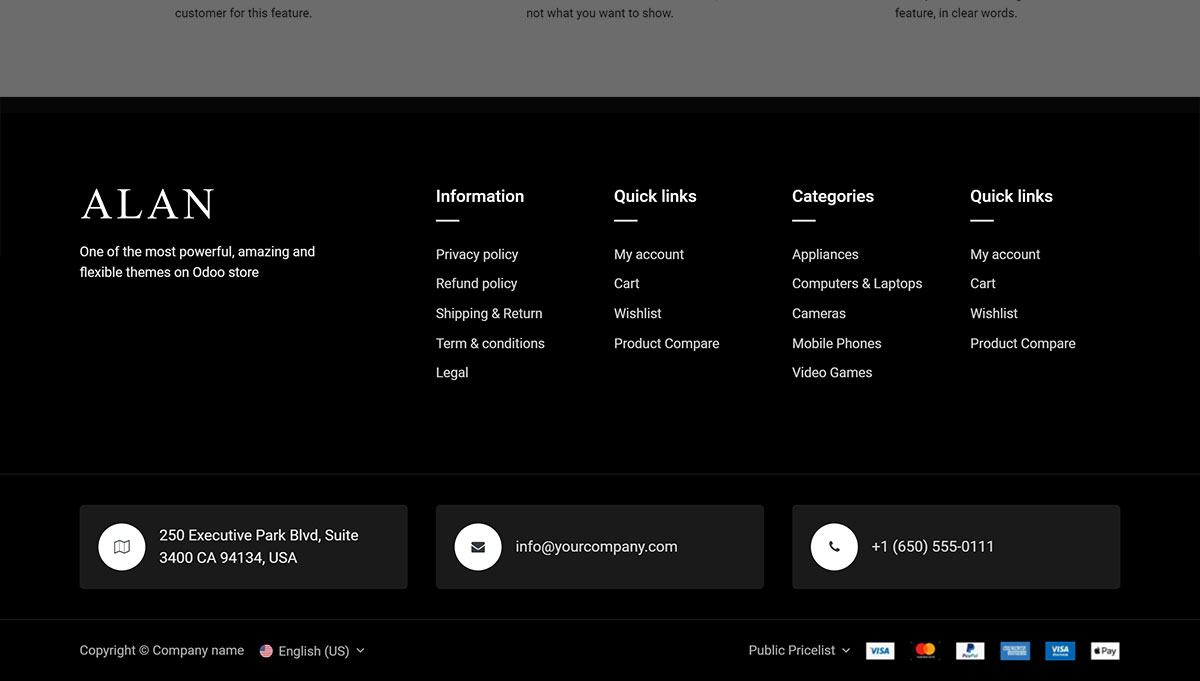 customer for this feature.
not what you want to show.
feature, in clear words.
ALAN
One of the most powerful, amazing and
flexible themes on Odoo store
Information
Privacy policy
Refund policy
Shipping & Return
Term & conditions
Legal
Quick links
My account
Cart
Wishlist
Product Compare
Categories
Appliances
Computers & Laptops
Cameras
Mobile Phones
Video Games
Quick links
My account
Cart
Wishlist
Product Compare
250 Executive Park Blvd, Suite
3400 CA 94134, USA
info@yourcompany.com
+1 (650) 555-0111
Copyright © Company name
English (US)
Public Pricelist
VISA
PayPal
VISA
Pay